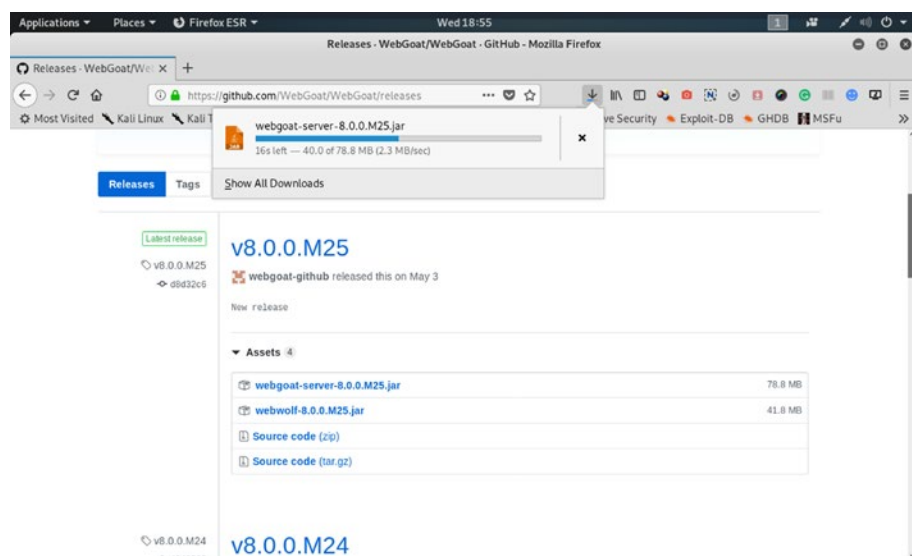 Applications Places Firefox ESR Wed 18:55 1
Releases · WebGoat/WebGoat · GitHub - Mozilla Firefox
Releases · WebGoat/We
https://github.com/WebGoat/WebGoat/releases
Most Visited Kali Linux Kali T ve Security Exploit-DB GHDB MSFu
webgoat-server-8.0.0.M25.jar
16s left — 40.0 of 78.8 MB (2.3 MB/sec)
Show All Downloads
Releases Tags
Latest release
v8.0.0.M25
d8d32c6
v8.0.0.M25
webgoat-github released this on May 3
New release
Assets 4
webgoat-server-8.0.0.M25.jar 78.8 MB
webwolf-8.0.0.M25.jar 41.8 MB
Source code (zip)
Source code (tar.gz)
v8.0.0.M24
v8.0.0.M24